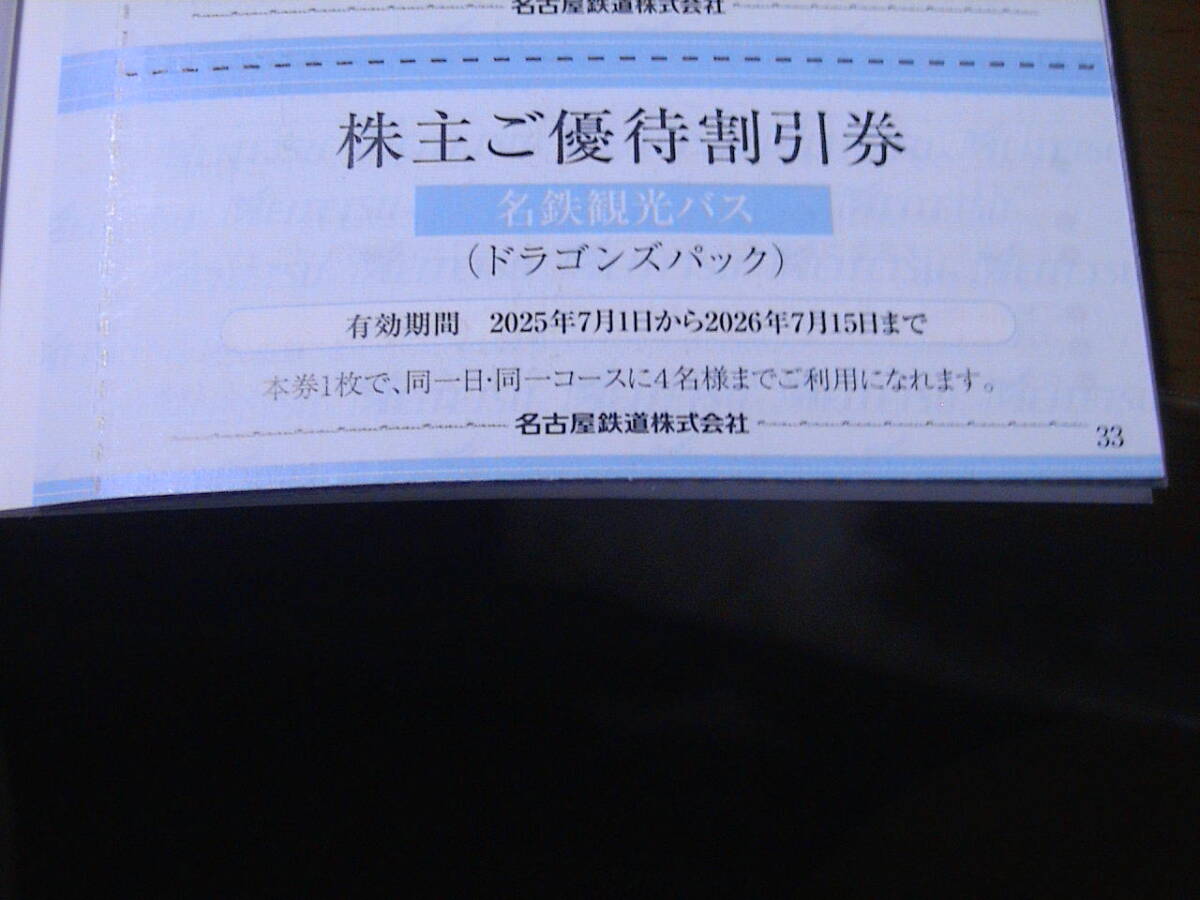 名古屋鉄道株式会社
株主ご優待割引券
名鉄観光バス
（ドラゴンズパック）
有効期間 2025年7月1日から2026年7月15日まで
本券1枚で、同一日・同一コースに4名様までご利用になれます。
名古屋鉄道株式会社
33